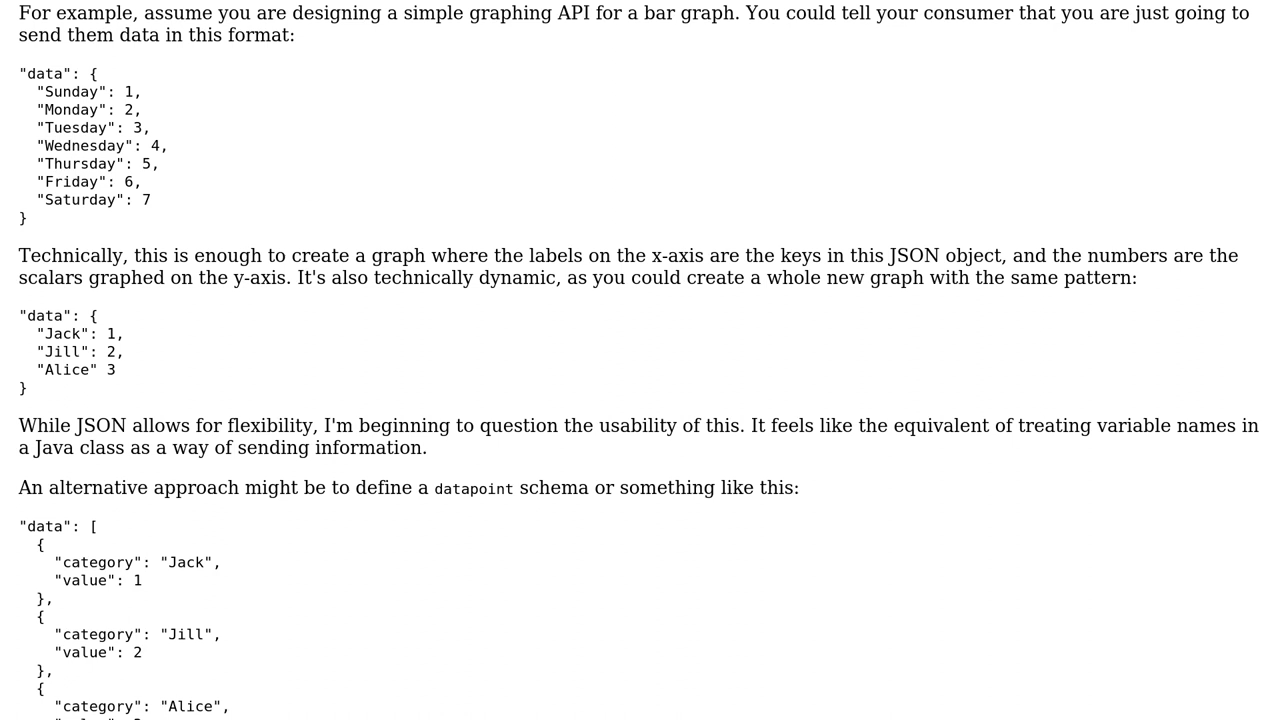 For example, assume you are designing a simple graphing API for a bar graph. You could tell your consumer that you are just going to
send them data in this format:
"data": {
  "Sunday": 1,
  "Monday": 2,
  "Tuesday": 3,
  "Wednesday": 4,
  "Thursday": 5,
  "Friday": 6,
  "Saturday": 7
}
Technically, this is enough to create a graph where the labels on the x-axis are the keys in this JSON object, and the numbers are the
scalars graphed on the y-axis. It's also technically dynamic, as you could create a whole new graph with the same pattern:
"data": {
  "Jack": 1,
  "Jill": 2,
  "Alice" 3
}
While JSON allows for flexibility, I'm beginning to question the usability of this. It feels like the equivalent of treating variable names in
a Java class as a way of sending information.
An alternative approach might be to define a datapoint schema or something like this:
"data": [
  {
    "category": "Jack",
    "value": 1
  },
  {
    "category": "Jill",
    "value": 2
  },
  {
    "category": "Alice",